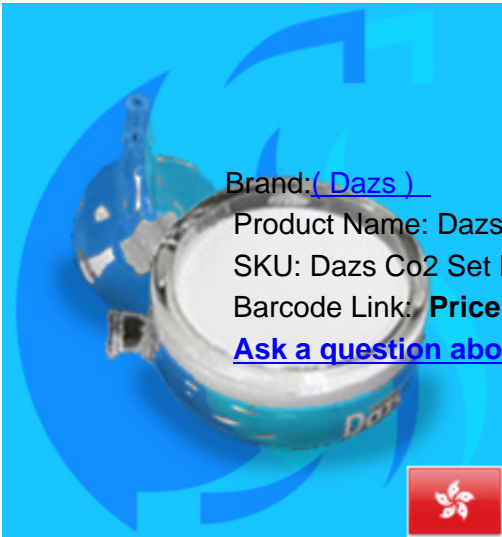 Brand:( Dazs )
Product Name: Dazs
SKU: Dazs Co2 Set
Barcode Link: Price
Ask a question abo
Dazs